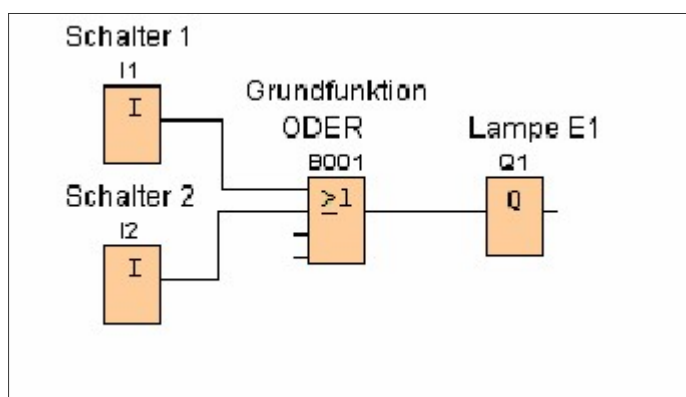 Schalter 1
I1
I
Grundfunktion
ODER
B001
≥1
Lampe E1
Q1
Q
Schalter 2
I2
I